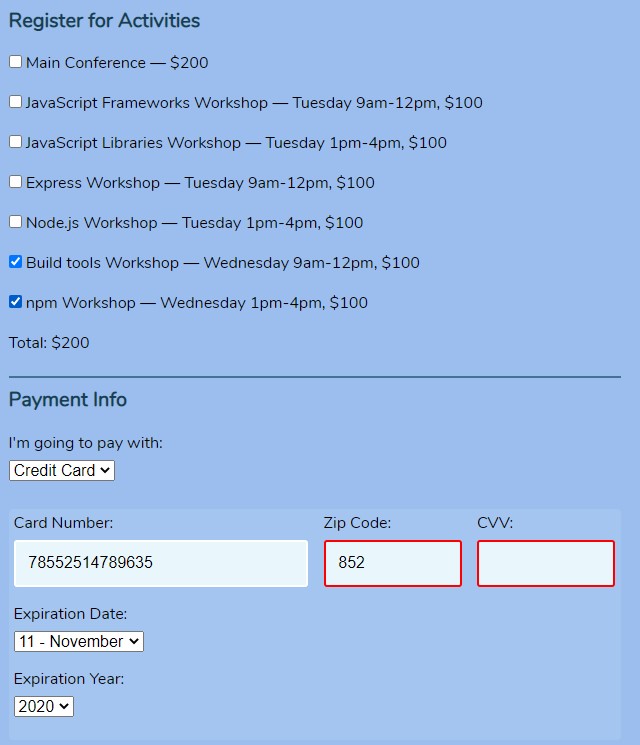 Register for Activities
Main Conference — $200
JavaScript Frameworks Workshop — Tuesday 9am-12pm, $100
JavaScript Libraries Workshop — Tuesday 1pm-4pm, $100
Express Workshop — Tuesday 9am-12pm, $100
Node.js Workshop — Tuesday 1pm-4pm, $100
Build tools Workshop — Wednesday 9am-12pm, $100
npm Workshop — Wednesday 1pm-4pm, $100
Total: $200
Payment Info
I'm going to pay with:
Credit Card
Card Number: Zip Code: CVV:
78552514789635 852
Expiration Date:
11 - November
Expiration Year:
2020